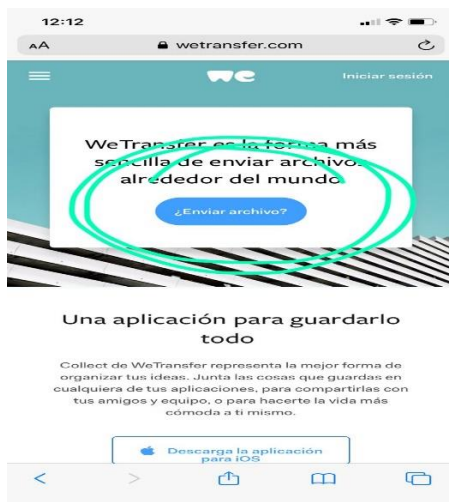 12:12
AA wetransfer.com
we Iniciar sesión
WeTransfer es la forma más
sencilla de enviar archivos
alrededor del mundo.
¿Enviar archivo?
Una aplicación para guardarlo
todo
Collect de WeTransfer representa la mejor forma de
organizar tus ideas. Junta las cosas que guardas en
cualquiera de tus aplicaciones, para compartirlas con
tus amigos y equipo, o para hacerte la vida más
cómoda a ti mismo.
Descarga la aplicación
para iOS